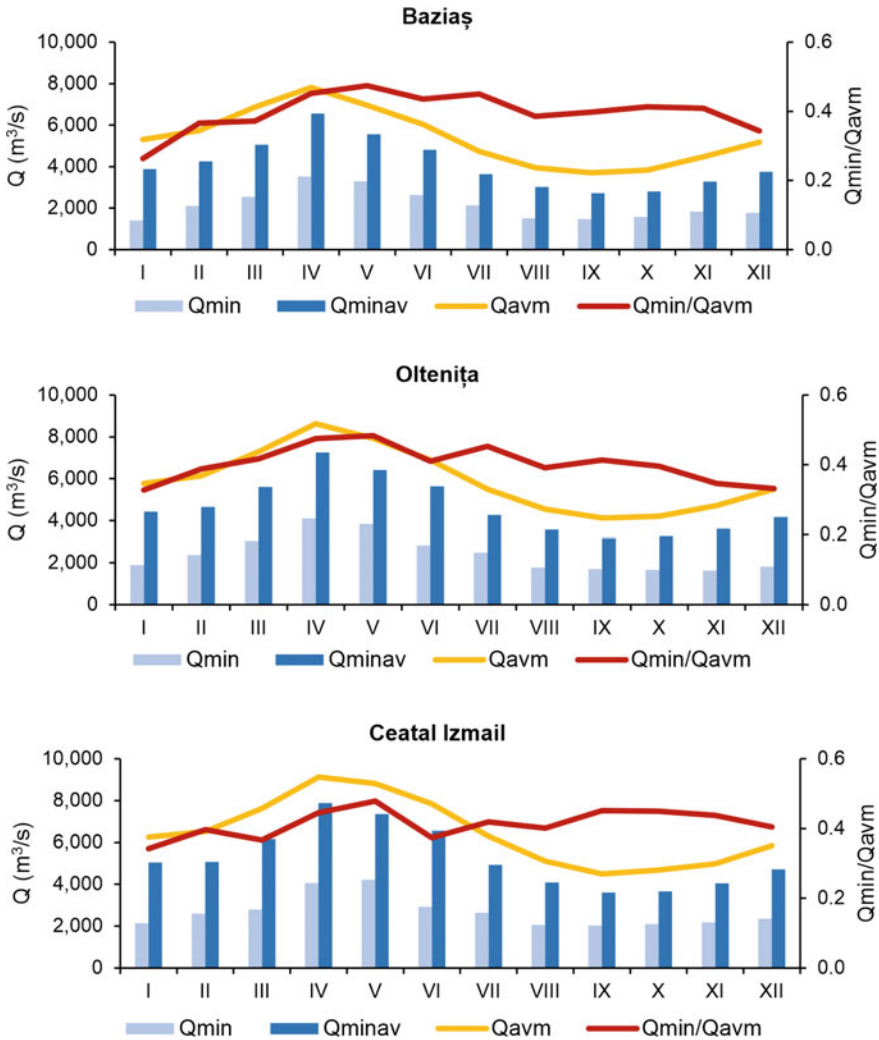 Baziaș
Q (m³/s)
10,000
8,000
6,000
4,000
2,000
0
0.6
0.4
0.2
0.0
Qmin/Qavm
I II III IV V VI VII VIII IX X XI XII
Qmin Qminav Qavm Qmin/Qavm
Oltenița
Q (m³/s)
10,000
8,000
6,000
4,000
2,000
0
0.6
0.4
0.2
0.0
Qmin/Qavm
I II III IV V VI VII VIII IX X XI XII
Qmin Qminav Qavm Qmin/Qavm
Ceatal Izmail
Q (m³/s)
10,000
8,000
6,000
4,000
2,000
0
0.6
0.4
0.2
0.0
Qmin/Qavm
I II III IV V VI VII VIII IX X XI XII
Qmin Qminav Qavm Qmin/Qavm